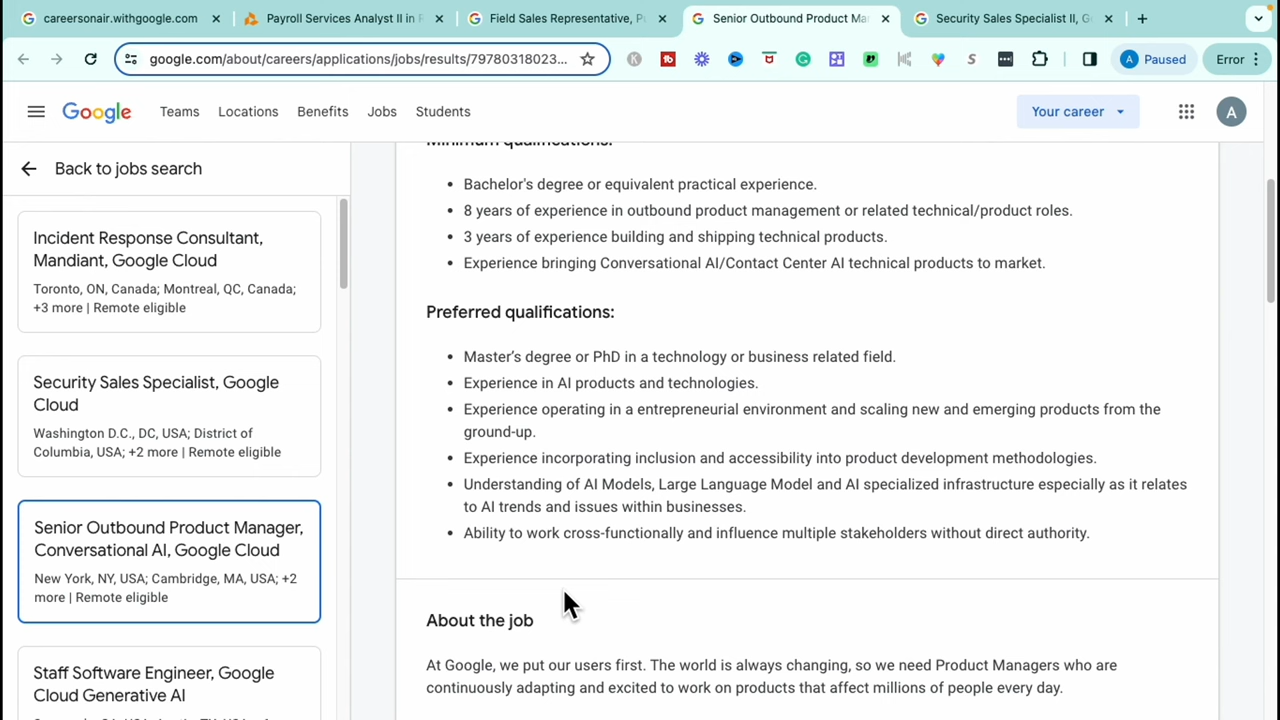 careersonair.withgoogle.com
Payroll Services Analyst II in R
Field Sales Representative, Pu
Senior Outbound Product Man
Security Sales Specialist II, G
google.com/about/careers/applications/jobs/results/79780318023...
A Paused
Error
Google
Teams
Locations
Benefits
Jobs
Students
Your career
A
Back to jobs search
Incident Response Consultant,
Mandiant, Google Cloud
Toronto, ON, Canada; Montreal, QC, Canada;
+3 more | Remote eligible
Security Sales Specialist, Google
Cloud
Washington D.C., DC, USA; District of
Columbia, USA; +2 more | Remote eligible
Senior Outbound Product Manager,
Conversational AI, Google Cloud
New York, NY, USA; Cambridge, MA, USA; +2
more | Remote eligible
Staff Software Engineer, Google
Cloud Generative AI
Minimum qualifications:
Bachelor's degree or equivalent practical experience.
8 years of experience in outbound product management or related technical/product roles.
3 years of experience building and shipping technical products.
Experience bringing Conversational AI/Contact Center AI technical products to market.
Preferred qualifications:
Master's degree or PhD in a technology or business related field.
Experience in AI products and technologies.
Experience operating in a entrepreneurial environment and scaling new and emerging products from the
ground-up.
Experience incorporating inclusion and accessibility into product development methodologies.
Understanding of AI Models, Large Language Model and AI specialized infrastructure especially as it relates
to AI trends and issues within businesses.
Ability to work cross-functionally and influence multiple stakeholders without direct authority.
About the job
At Google, we put our users first. The world is always changing, so we need Product Managers who are
continuously adapting and excited to work on products that affect millions of people every day.